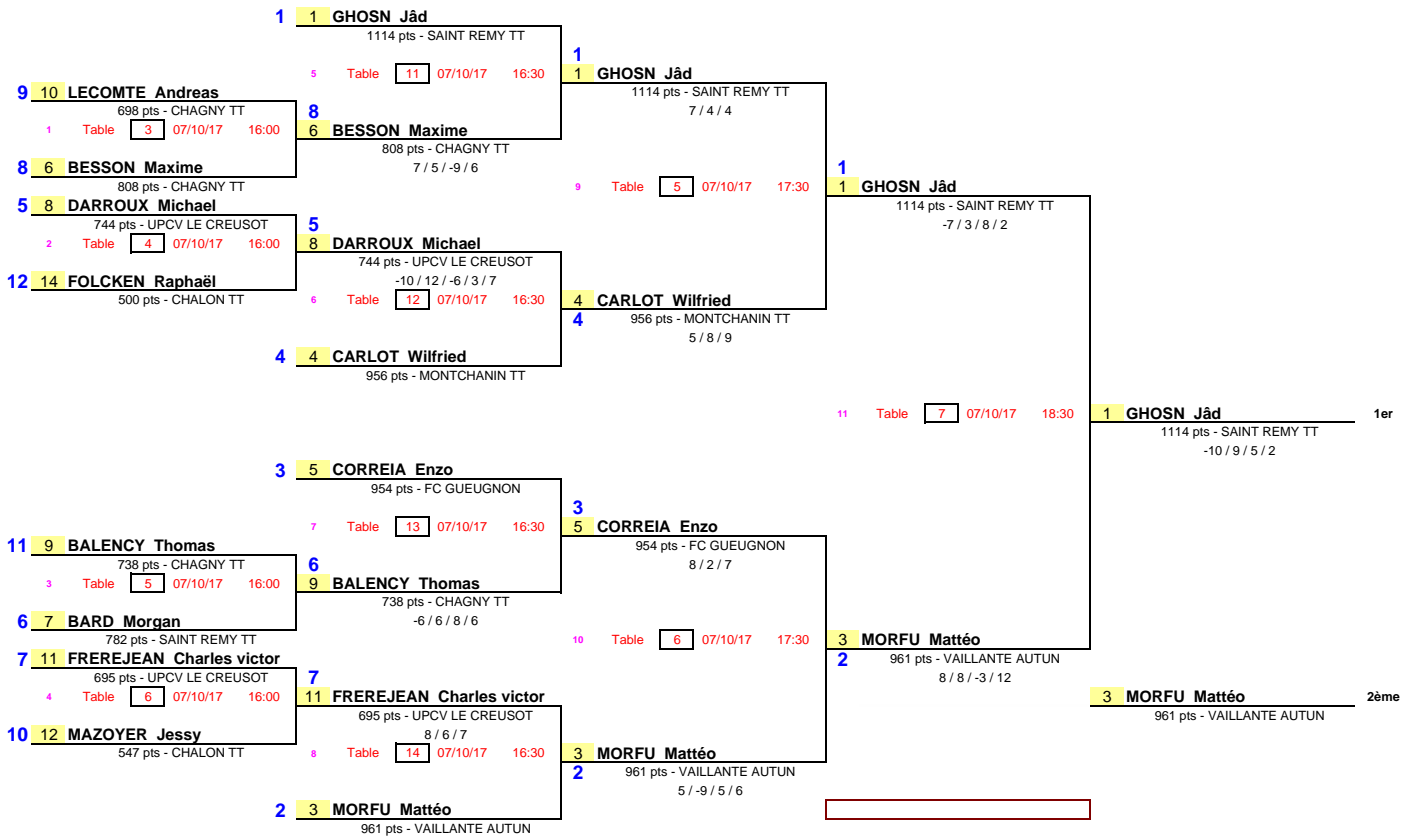 1 1 GHOSN Jâd
1114 pts - SAINT REMY TT
5 Table 11 07/10/17 16:30
1
1 GHOSN Jâd
1114 pts - SAINT REMY TT
7 / 4 / 4
9 10 LECOMTE Andreas
698 pts - CHAGNY TT
1 Table 3 07/10/17 16:00
8
6 BESSON Maxime
808 pts - CHAGNY TT
7 / 5 / -9 / 6
8 6 BESSON Maxime
808 pts - CHAGNY TT
9 Table 5 07/10/17 17:30
1
1 GHOSN Jâd
1114 pts - SAINT REMY TT
-7 / 3 / 8 / 2
5 8 DARROUX Michael
744 pts - UPCV LE CREUSOT
2 Table 4 07/10/17 16:00
5
8 DARROUX Michael
744 pts - UPCV LE CREUSOT
-10 / 12 / -6 / 3 / 7
12 14 FOLCKEN Raphaël
500 pts - CHALON TT
6 Table 12 07/10/17 16:30
4 CARLOT Wilfried
4
956 pts - MONTCHANIN TT
5 / 8 / 9
4 4 CARLOT Wilfried
956 pts - MONTCHANIN TT
11 Table 7 07/10/17 18:30
1 GHOSN Jâd 1er
1114 pts - SAINT REMY TT
-10 / 9 / 5 / 2
3 5 CORREIA Enzo
954 pts - FC GUEUGNON
7 Table 13 07/10/17 16:30
3
5 CORREIA Enzo
954 pts - FC GUEUGNON
8 / 2 / 7
11 9 BALENCY Thomas
738 pts - CHAGNY TT
3 Table 5 07/10/17 16:00
6
9 BALENCY Thomas
738 pts - CHAGNY TT
-6 / 6 / 8 / 6
6 7 BARD Morgan
782 pts - SAINT REMY TT
10 Table 6 07/10/17 17:30
3 MORFU Mattéo
2
961 pts - VAILLANTE AUTUN
8 / 8 / -3 / 12
7 11 FREREJEAN Charles victor
695 pts - UPCV LE CREUSOT
4 Table 6 07/10/17 16:00
7
11 FREREJEAN Charles victor
695 pts - UPCV LE CREUSOT
8 / 6 / 7
3 MORFU Mattéo 2ème
961 pts - VAILLANTE AUTUN
10 12 MAZOYER Jessy
547 pts - CHALON TT
8 Table 14 07/10/17 16:30
3 MORFU Mattéo
2
961 pts - VAILLANTE AUTUN
5 / -9 / 5 / 6
2 3 MORFU Mattéo
961 pts - VAILLANTE AUTUN